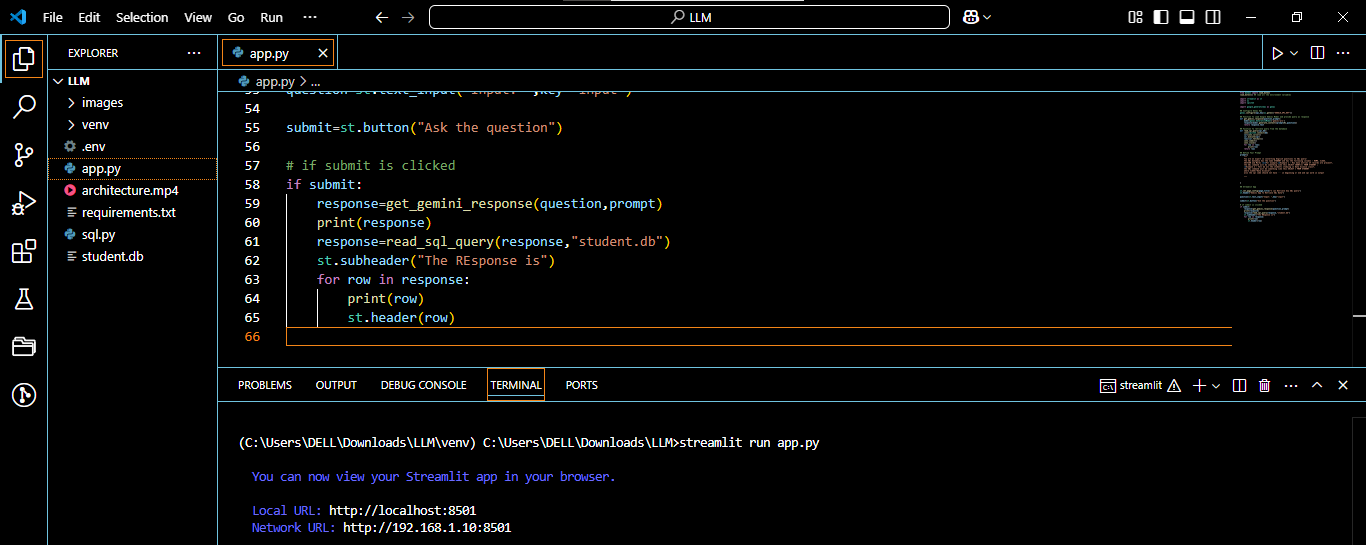 File Edit Selection View Go Run ··· LLM
EXPLORER ···
LLM
images
venv
.env
app.py
architecture.mp4
requirements.txt
sql.py
student.db
app.py
app.py > ...
54
55 submit=st.button("Ask the question")
56
57 # if submit is clicked
58 if submit:
59 response=get_gemini_response(question,prompt)
60 print(response)
61 response=read_sql_query(response,"student.db")
62 st.subheader("The REsponse is")
63 for row in response:
64 print(row)
65 st.header(row)
66
PROBLEMS OUTPUT DEBUG CONSOLE TERMINAL PORTS streamlit
(C:\Users\DELL\Downloads\LLM\venv) C:\Users\DELL\Downloads\LLM>streamlit run app.py
You can now view your Streamlit app in your browser.
Local URL: http://localhost:8501
Network URL: http://192.168.1.10:8501